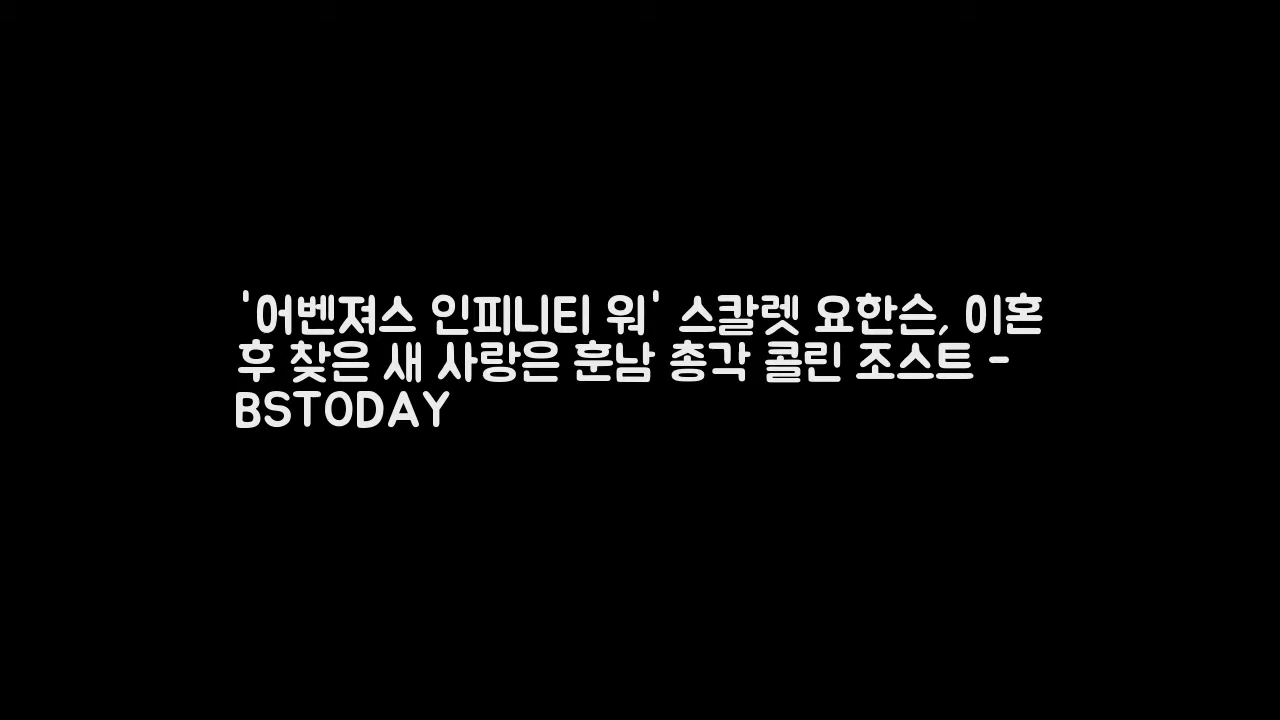 '어벤져스 인피니티 워' 스칼렛 요한슨, 이혼
후 찾은 새 사랑은 훈남 총각 콜린 조스트 -
BSTODAY